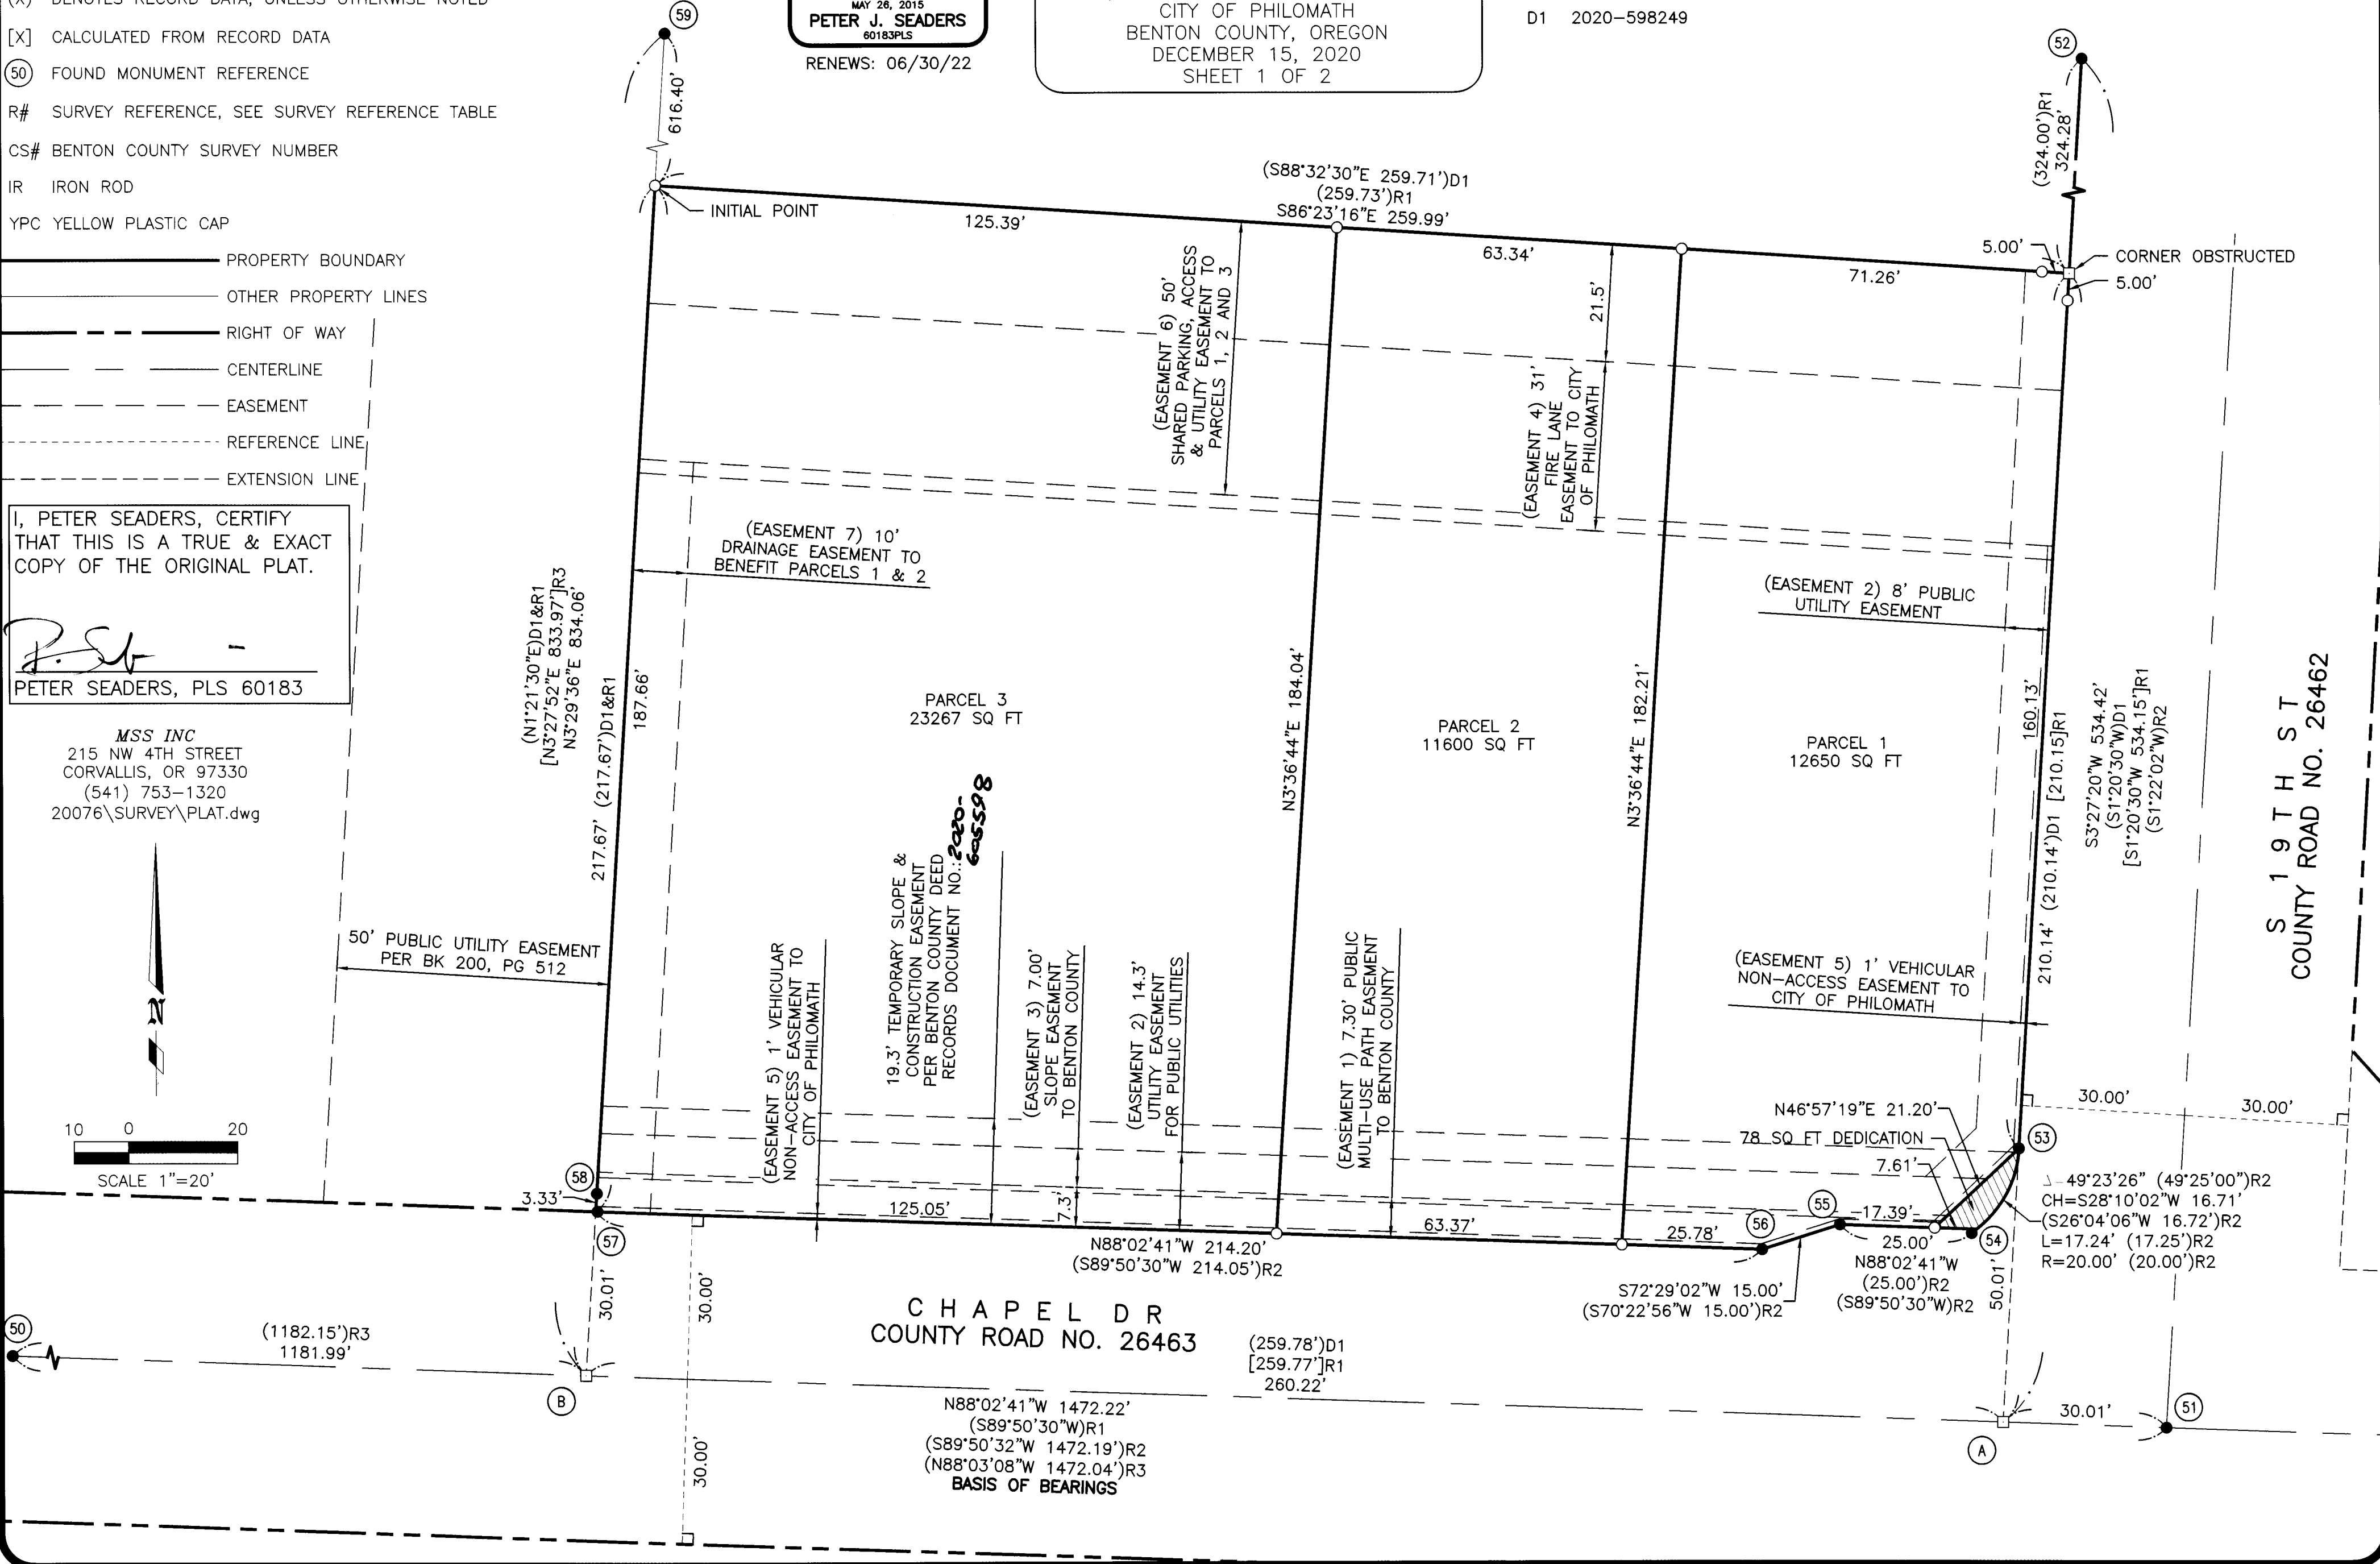 (X) DENOTES RECORD DATA, UNLESS OTHERWISE NOTED
[X] CALCULATED FROM RECORD DATA
50 FOUND MONUMENT REFERENCE
R# SURVEY REFERENCE, SEE SURVEY REFERENCE TABLE
CS# BENTON COUNTY SURVEY NUMBER
IR IRON ROD
YPC YELLOW PLASTIC CAP
PROPERTY BOUNDARY
OTHER PROPERTY LINES
RIGHT OF WAY
CENTERLINE
EASEMENT
REFERENCE LINE
EXTENSION LINE
I, PETER SEADERS, CERTIFY
THAT THIS IS A TRUE & EXACT
COPY OF THE ORIGINAL PLAT.
PETER SEADERS, PLS 60183
MSS INC
215 NW 4TH STREET
CORVALLIS, OR 97330
(541) 753-1320
20076\SURVEY\PLAT.dwg
N
10 0 20
SCALE 1"=20'
MAY 26, 2015
PETER J. SEADERS
60183PLS
RENEWS: 06/30/22
CITY OF PHILOMATH
BENTON COUNTY, OREGON
DECEMBER 15, 2020
SHEET 1 OF 2
D1 2020-598249
59
616.40'
INITIAL POINT
125.39'
(S88°32'30"E 259.71')D1
(259.73')R1
S86°23'16"E 259.99'
63.34'
71.26'
5.00'
CORNER OBSTRUCTED
5.00'
52
(324.00')R1
324.28'
(EASEMENT 6) 50'
SHARED PARKING, ACCESS
& UTILITY EASEMENT TO
PARCELS 1, 2 AND 3
21.5'
(EASEMENT 4) 31'
FIRE LANE
EASEMENT TO CITY
OF PHILOMATH
(EASEMENT 7) 10'
DRAINAGE EASEMENT TO
BENEFIT PARCELS 1 & 2
(EASEMENT 2) 8' PUBLIC
UTILITY EASEMENT
(N1°21'30"E)D1&R1
[N3°27'52"E 833.97']R3
N3°29'36"E 834.06'
217.67' (217.67')D1&R1
187.66'
PARCEL 3
23267 SQ FT
N3°36'44"E 184.04'
PARCEL 2
11600 SQ FT
N3°36'44"E 182.21'
PARCEL 1
12650 SQ FT
160.13'
210.14' (210.14')D1 [210.15]R1
S3°27'20"W 534.42'
(S1°20'30"W)D1
[S1°20'30"W 534.15']R1
(S1°22'02"W)R2
S 19TH ST
COUNTY ROAD NO. 26462
50' PUBLIC UTILITY EASEMENT
PER BK 200, PG 512
(EASEMENT 5) 1' VEHICULAR
NON-ACCESS EASEMENT TO
CITY OF PHILOMATH
19.3' TEMPORARY SLOPE &
CONSTRUCTION EASEMENT
PER BENTON COUNTY DEED
RECORDS DOCUMENT NO.: 2020-
605598
(EASEMENT 3) 7.00'
SLOPE EASEMENT
TO BENTON COUNTY
(EASEMENT 2) 14.3'
UTILITY EASEMENT
FOR PUBLIC UTILITIES
(EASEMENT 1) 7.30' PUBLIC
MULTI-USE PATH EASEMENT
TO BENTON COUNTY
(EASEMENT 5) 1' VEHICULAR
NON-ACCESS EASEMENT TO
CITY OF PHILOMATH
30.00'
30.00'
N46°57'19"E 21.20'
78 SQ FT DEDICATION
7.61'
53
58
3.33'
57
125.05'
7.3'
63.37'
25.78'
56
55
17.39'
25.00'
54
N88°02'41"W 214.20'
(S89°50'30"W 214.05')R2
S72°29'02"W 15.00'
(S70°22'56"W 15.00')R2
N88°02'41"W
(25.00')R2
(S89°50'30"W)R2
49°23'26" (49°25'00")R2
CH=S28°10'02"W 16.71'
(S26°04'06"W 16.72')R2
L=17.24' (17.25')R2
R=20.00' (20.00')R2
50.01'
30.01'
30.00'
CHAPEL DR
COUNTY ROAD NO. 26463
50
(1182.15')R3
1181.99'
B
(259.78')D1
[259.77']R1
260.22'
N88°02'41"W 1472.22'
(S89°50'30"W)R1
(S89°50'32"W 1472.19')R2
(N88°03'08"W 1472.04')R3
BASIS OF BEARINGS
30.00'
A
30.01'
51